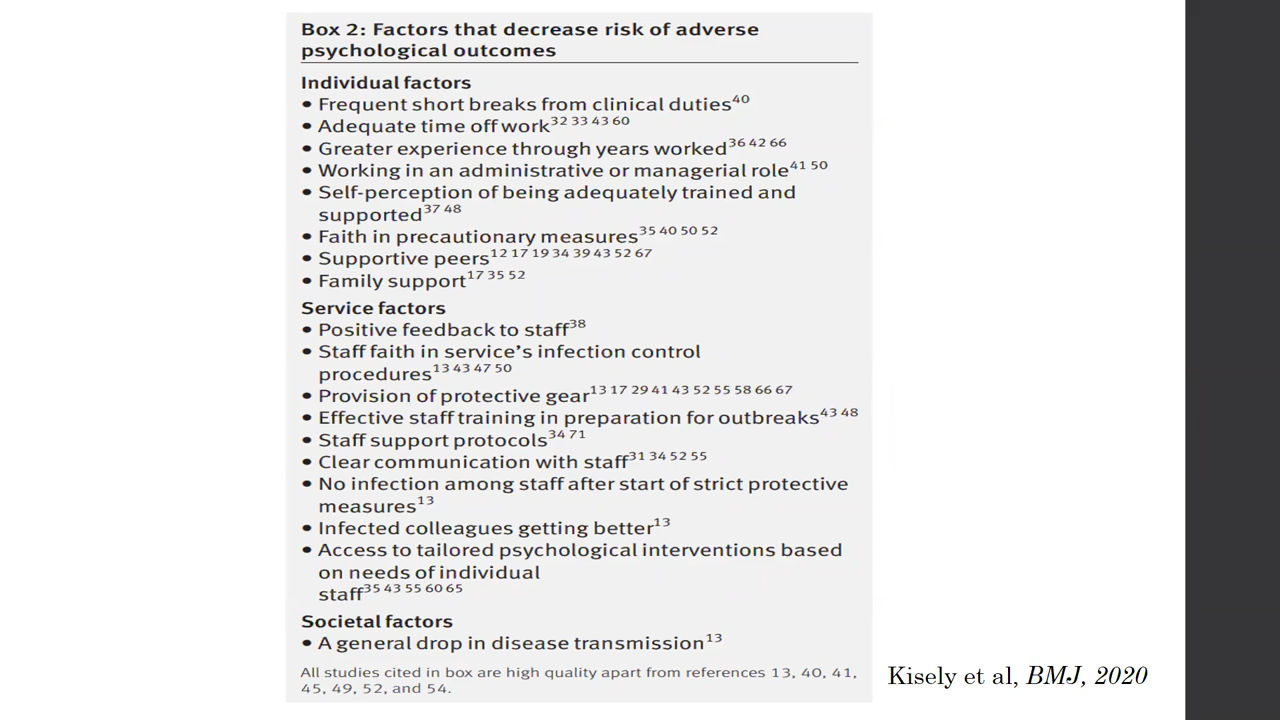 Box 2: Factors that decrease risk of adverse
psychological outcomes
Individual factors
• Frequent short breaks from clinical duties40
• Adequate time off work32 33 43 60
• Greater experience through years worked36 42 66
• Working in an administrative or managerial role41 50
• Self-perception of being adequately trained and
supported37 48
• Faith in precautionary measures35 40 50 52
• Supportive peers12 17 19 34 39 43 52 67
• Family support17 35 52
Service factors
• Positive feedback to staff38
• Staff faith in service's infection control
procedures13 43 47 50
• Provision of protective gear13 17 29 41 43 52 55 58 66 67
• Effective staff training in preparation for outbreaks43 48
• Staff support protocols34 71
• Clear communication with staff31 34 52 55
• No infection among staff after start of strict protective
measures13
• Infected colleagues getting better13
• Access to tailored psychological interventions based
on needs of individual
staff35 43 55 60 65
Societal factors
• A general drop in disease transmission13
All studies cited in box are high quality apart from references 13, 40, 41,
45, 49, 52, and 54.
Kisely et al, BMJ, 2020